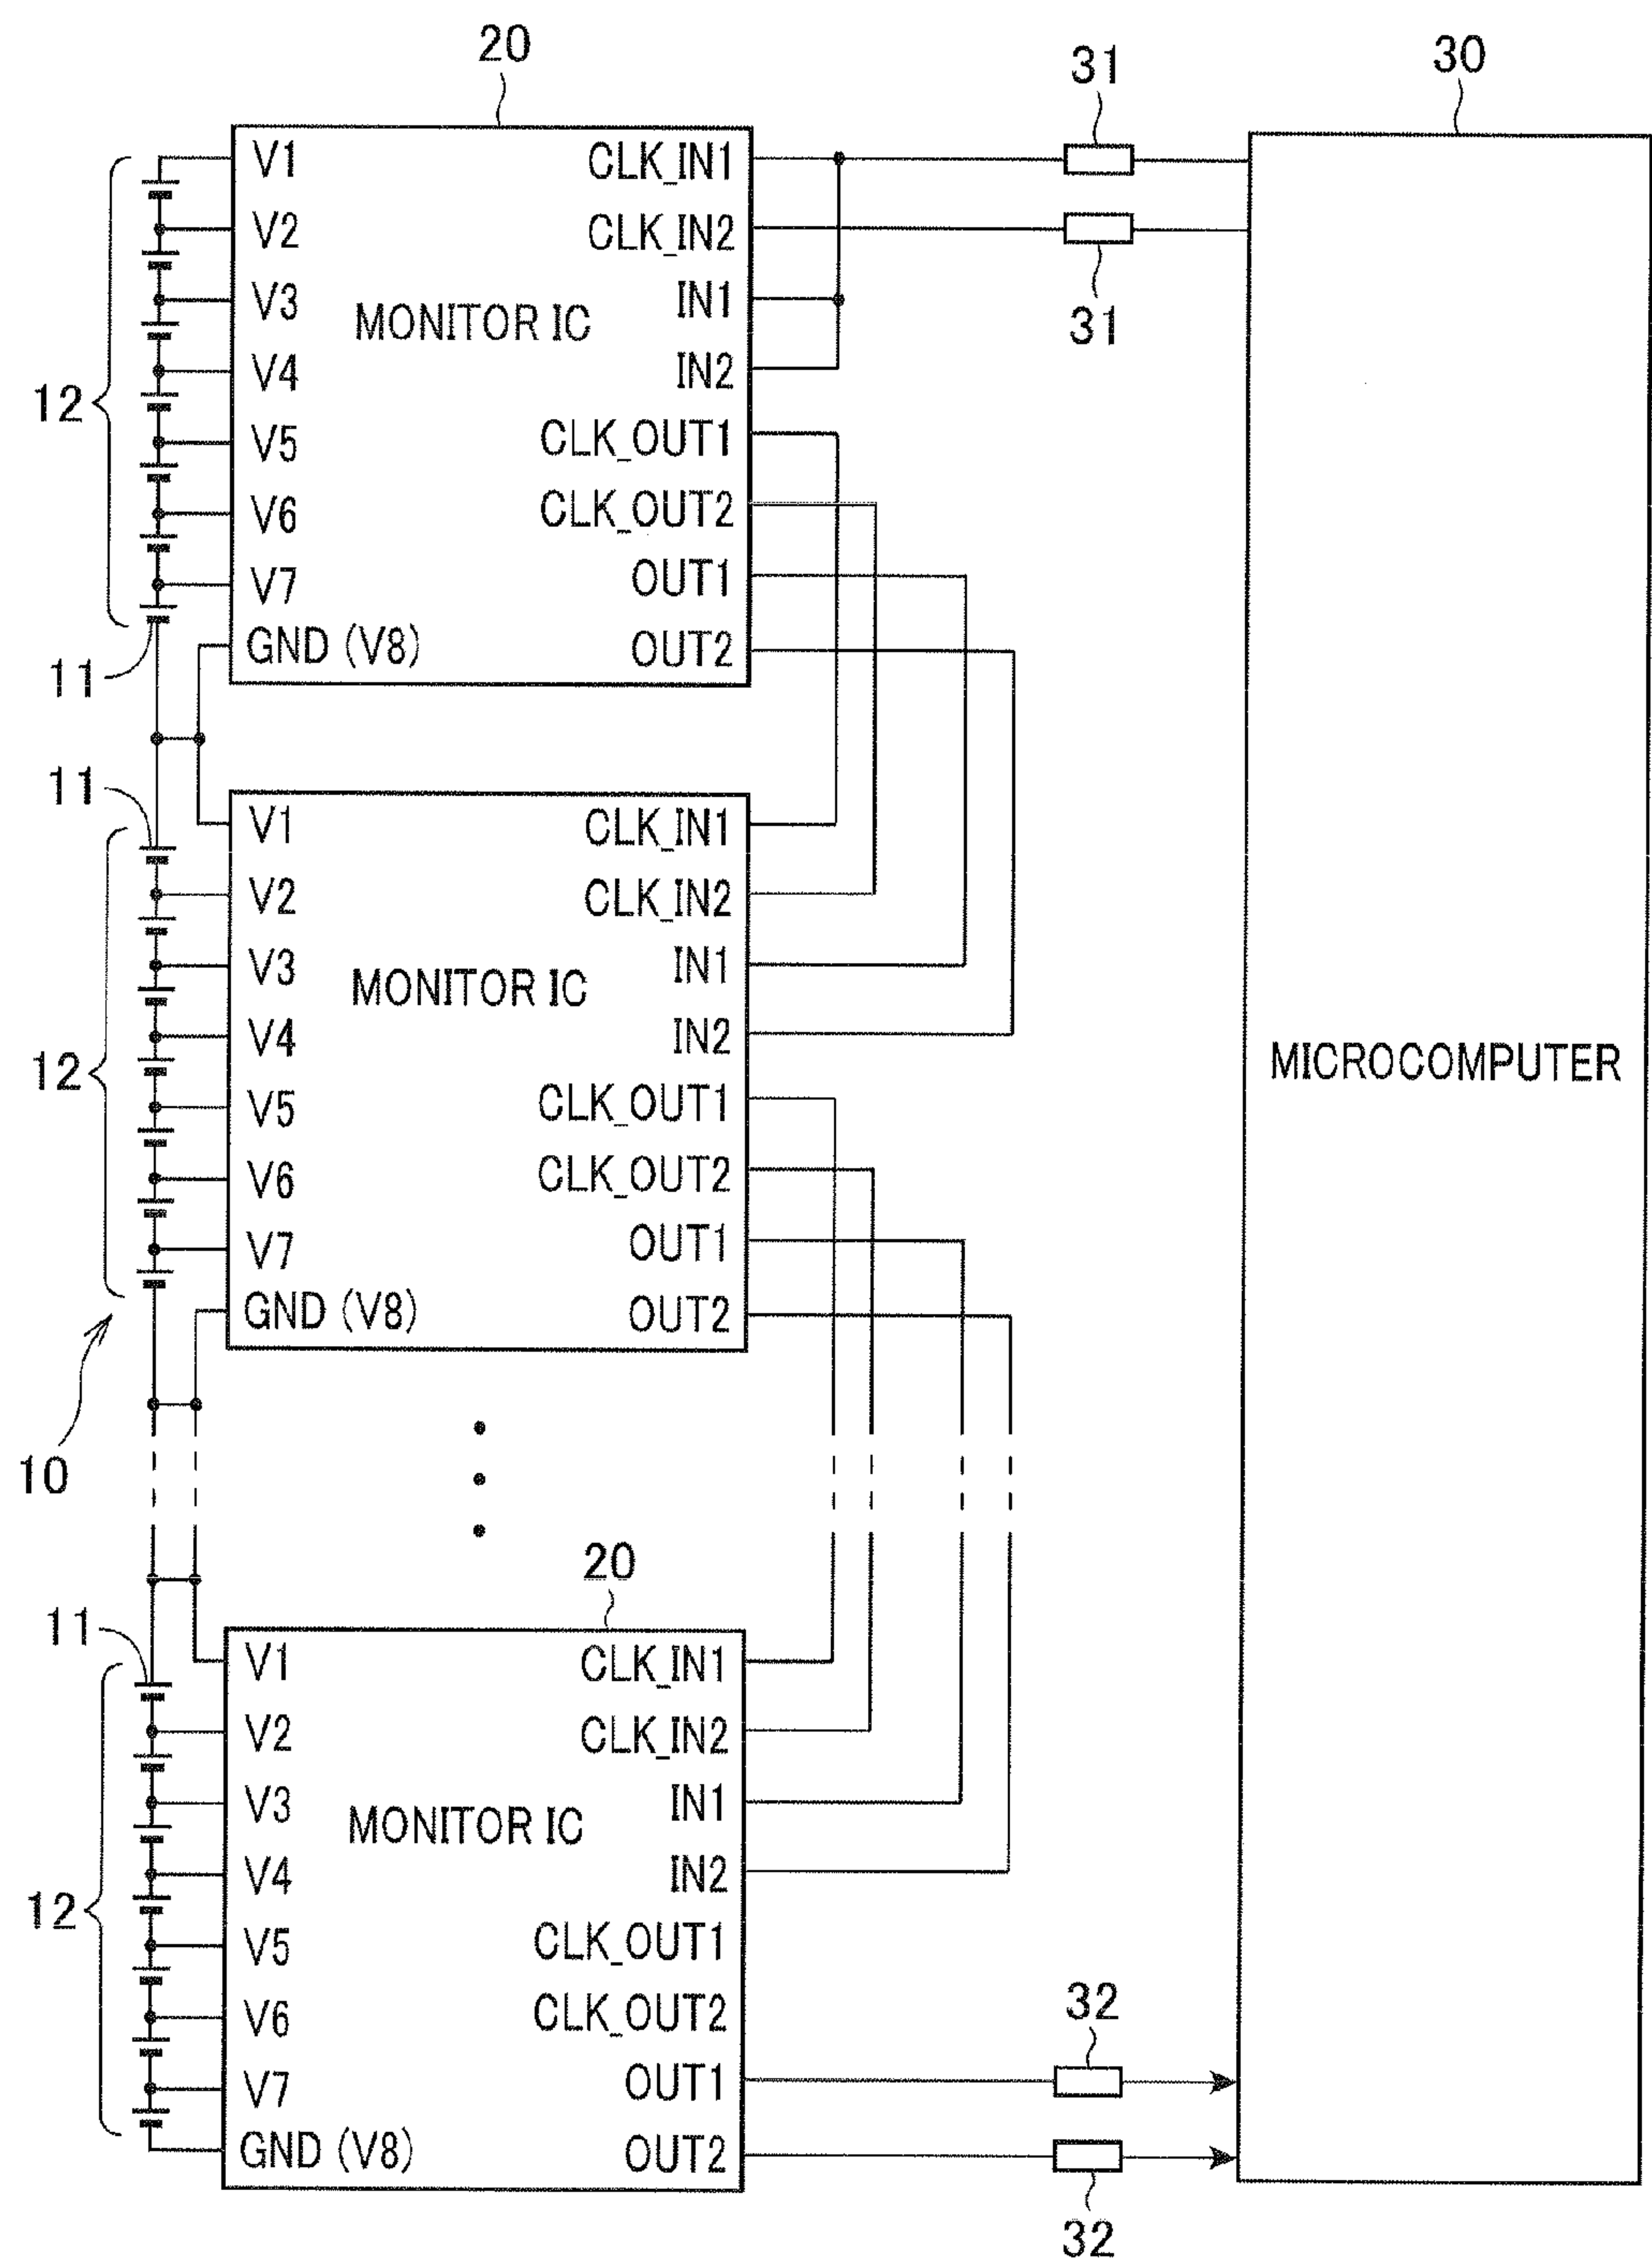 20
31
30
V1
CLK_IN1
V2
CLK_IN2
V3
IN1
MONITOR IC
31
V4
IN2
12
V5
CLK_OUT1
V6
CLK_OUT2
V7
OUT1
GND (V8)
OUT2
11
11
V1
CLK_IN1
V2
CLK_IN2
V3
IN1
MONITOR IC
V4
IN2
12
MICROCOMPUTER
V5
CLK_OUT1
V6
CLK_OUT2
V7
OUT1
GND (V8)
OUT2
10
20
11
V1
CLK_IN1
V2
CLK_IN2
V3
IN1
MONITOR IC
V4
IN2
12
V5
CLK_OUT1
V6
CLK_OUT2
32
V7
OUT1
GND (V8)
OUT2
32